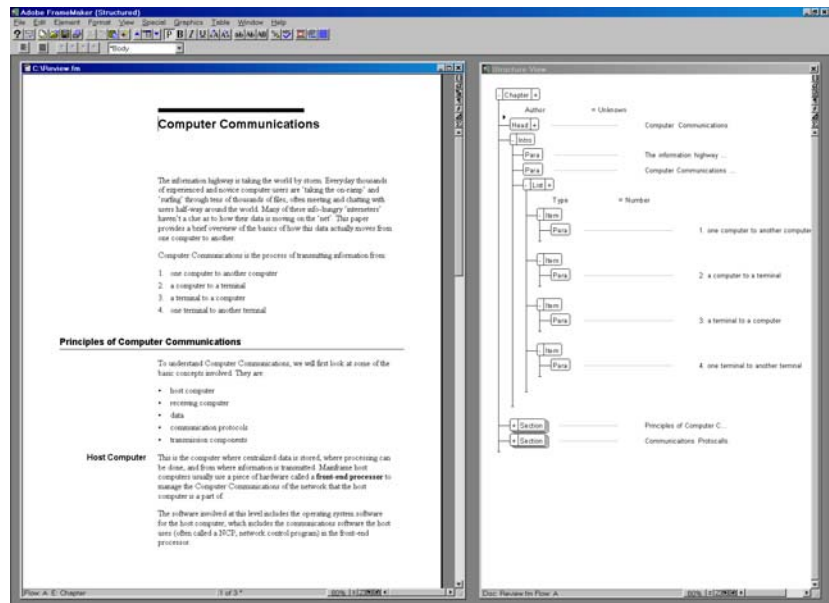 Adobe FrameMaker (Structured)
File Edit Element Format View Special Graphics Table Window Help
*Body
C:\Review.fm
Computer Communications
The information highway is taking the world by storm. Everyday thousands
of experienced and novice computer users are 'taking the on-ramp' and
'surfing' through tens of thousands of files, often meeting and chatting with
users half-way around the world. Many of these info-hungry 'interneters'
haven't a clue as to how their data is moving on the 'net'. This paper
provides a brief overview of the basics of how this data actually moves from
one computer to another.
Computer Communications is the process of transmitting information from:
1. one computer to another computer
2. a computer to a terminal
3. a terminal to a computer
4. one terminal to another terminal
Principles of Computer Communications
To understand Computer Communications, we will first look at some of the
basic concepts involved. They are:
• host computer
• receiving computer
• data
• communication protocols
• transmission components
Host Computer This is the computer where centralized data is stored, where processing can
be done, and from where information is transmitted. Mainframe host
computers usually use a piece of hardware called a front-end processor to
manage the Computer Communications of the network that the host
computer is a part of.
The software involved at this level includes the operating system software
for the host computer, which includes the communications software the host
uses (often called a NCP, network control program) in the front-end
processor.
Flow: A E: Chapter 1 of 3 * 80%
Structure View
Chapter
Author = Unknown
Head Computer Communications
Intro
Para The information highway ...
Para Computer Communications ...
List
Type = Number
Item
Para 1. one computer to another computer
Item
Para 2. a computer to a terminal
Item
Para 3. a terminal to a computer
Item
Para 4. one terminal to another terminal
Section Principles of Computer C...
Section Communications Protocalls
Doc: Review.fm Flow: A 80%